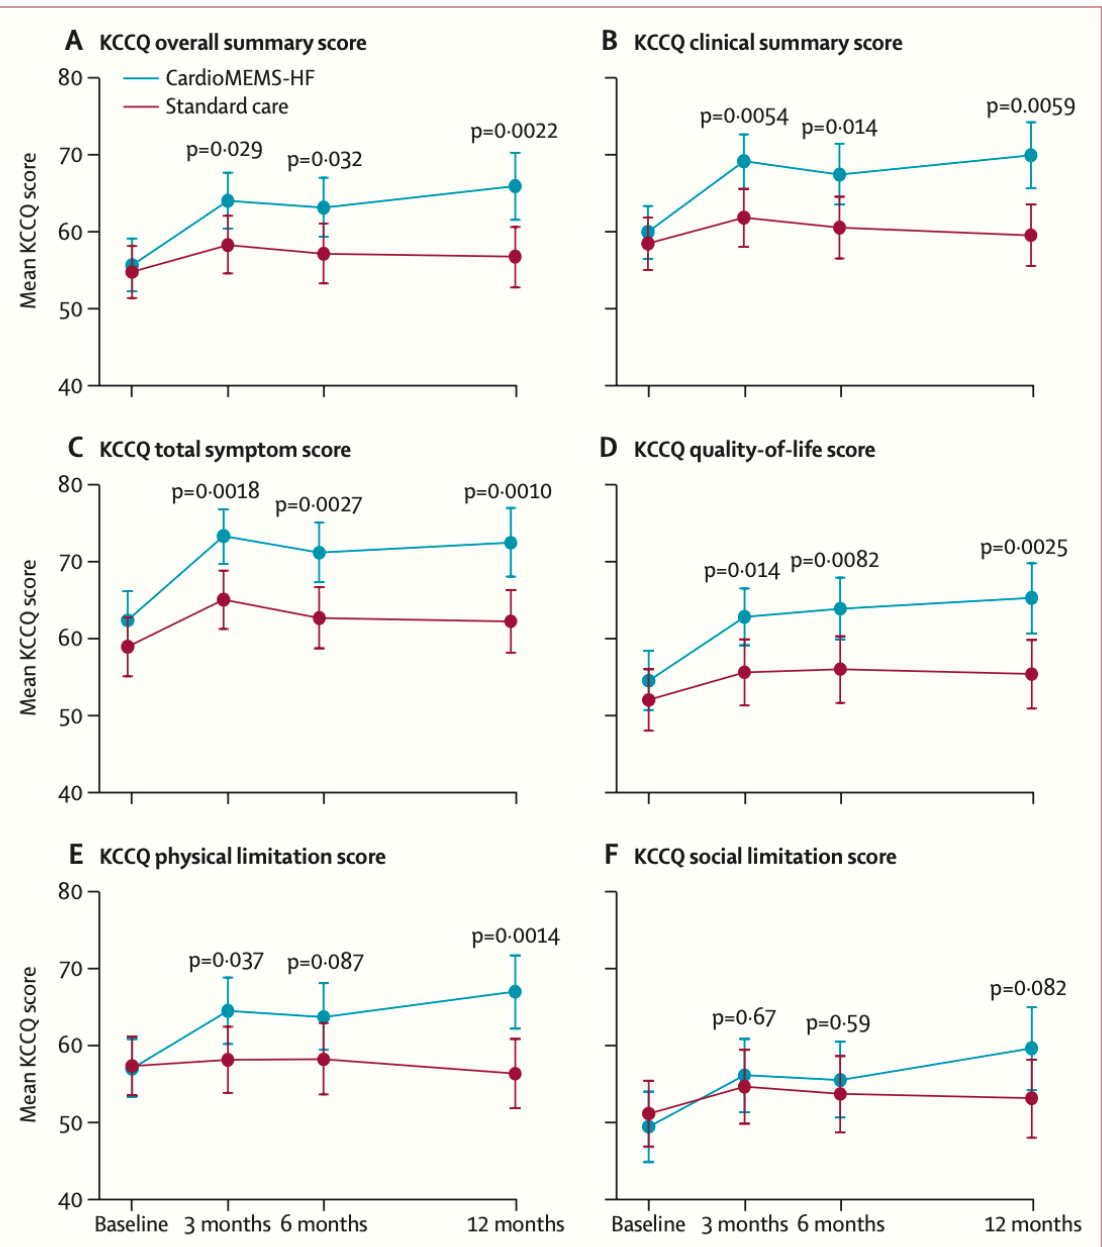 A KCCQ overall summary score
CardioMEMS-HF
Standard care
80
70
60
50
40
Mean KCCQ score
p=0·029
p=0·032
p=0·0022
B KCCQ clinical summary score
p=0·0054
p=0·014
p=0.0059
C KCCQ total symptom score
80
70
60
50
40
Mean KCCQ score
p=0·0018
p=0·0027
p=0·0010
D KCCQ quality-of-life score
p=0·014
p=0·0082
p=0·0025
E KCCQ physical limitation score
80
70
60
50
40
Mean KCCQ score
p=0·037
p=0·087
p=0·0014
Baseline 3 months 6 months 12 months
F KCCQ social limitation score
p=0·67
p=0·59
p=0·082
Baseline 3 months 6 months 12 months